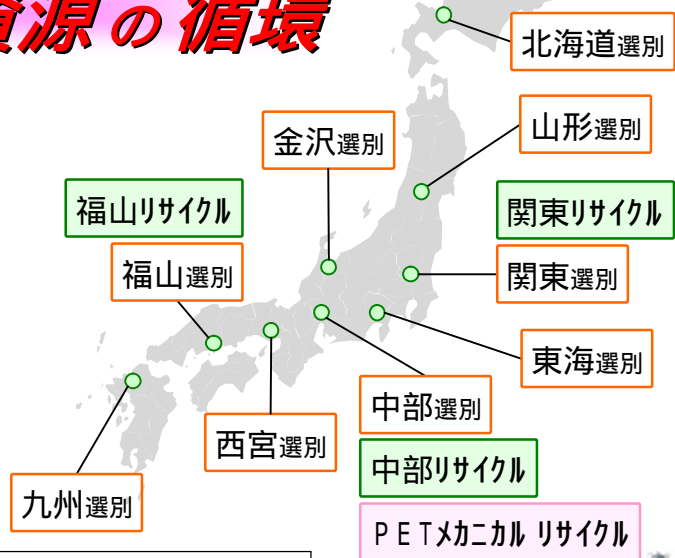 資源の循環
北海道選別
山形選別
金沢選別
福山リサイクル
関東リサイクル
福山選別
関東選別
東海選別
中部選別
西宮選別
中部リサイクル
九州選別
PETメカニカル リサイクル